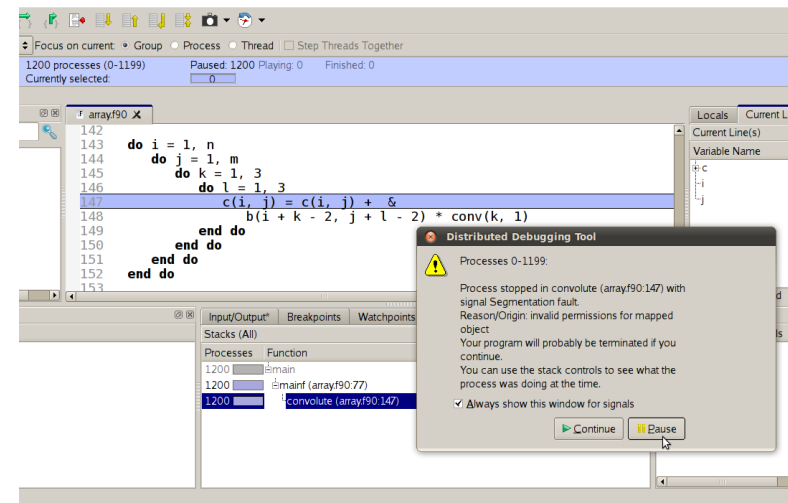 Focus on current: Group Process Thread Step Threads Together
1200 processes (0-1199) Paused: 1200 Playing: 0 Finished: 0
Currently selected: 0
F array.f90 X
Locals Current L
Current Line(s)
Variable Name
c
i
j
142
143 do i = 1, n
144 do j = 1, m
145 do k = 1, 3
146 do l = 1, 3
147 c(i, j) = c(i, j) + &
148 b(i + k - 2, j + l - 2) * conv(k, 1)
149 end do
150 end do
151 end do
152 end do
153
Distributed Debugging Tool
Processes 0-1199:
Process stopped in convolute (array.f90:147) with
signal Segmentation fault.
Reason/Origin: invalid permissions for mapped
object
Your program will probably be terminated if you
continue.
You can use the stack controls to see what the
process was doing at the time.
Always show this window for signals
Continue Pause
Input/Output* Breakpoints Watchpoints
Stacks (All)
Processes Function
1200 main
1200 mainf (array.f90:77)
1200 convolute (array.f90:147)